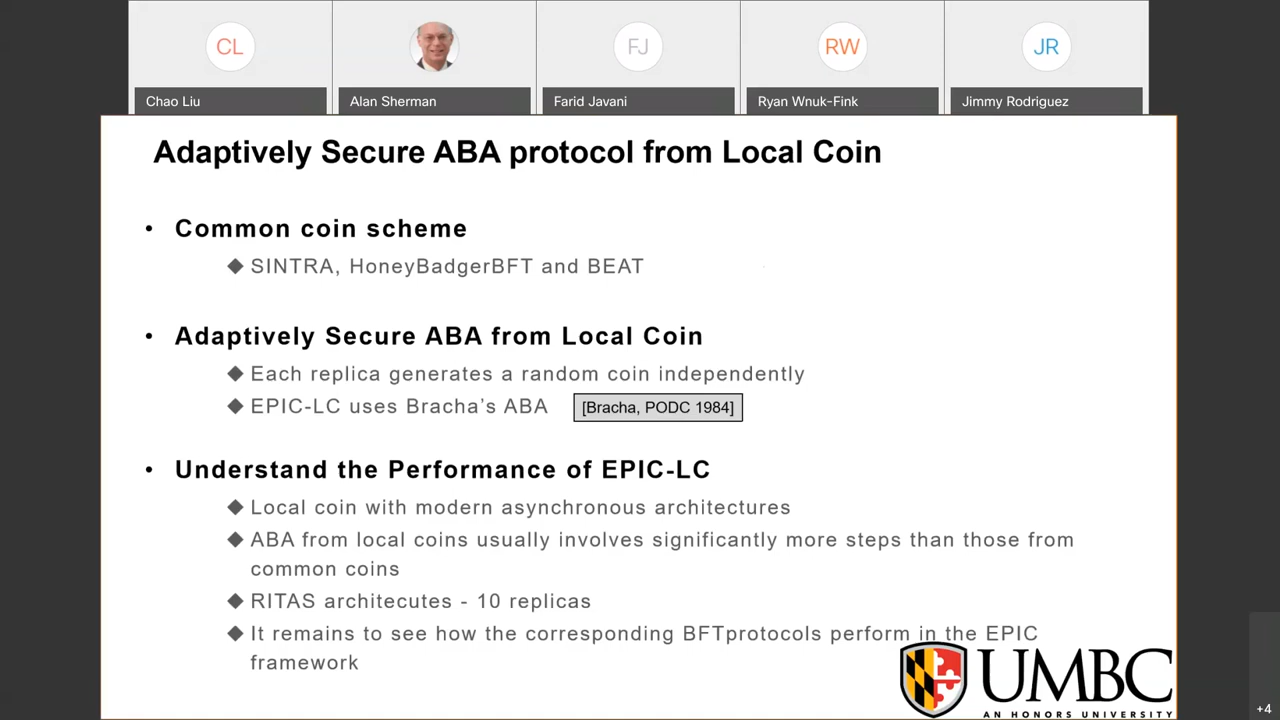 CL
FJ
RW
JR
Chao Liu
Alan Sherman
Farid Javani
Ryan Wnuk-Fink
Jimmy Rodriguez
Adaptively Secure ABA protocol from Local Coin
• Common coin scheme
◆ SINTRA, HoneyBadgerBFT and BEAT
• Adaptively Secure ABA from Local Coin
◆ Each replica generates a random coin independently
◆ EPIC-LC uses Bracha's ABA [Bracha, PODC 1984]
• Understand the Performance of EPIC-LC
◆ Local coin with modern asynchronous architectures
◆ ABA from local coins usually involves significantly more steps than those from
common coins
◆ RITAS architecutes - 10 replicas
◆ It remains to see how the corresponding BFTprotocols perform in the EPIC
framework
UMBC
AN HONORS UNIVERSITY
+4